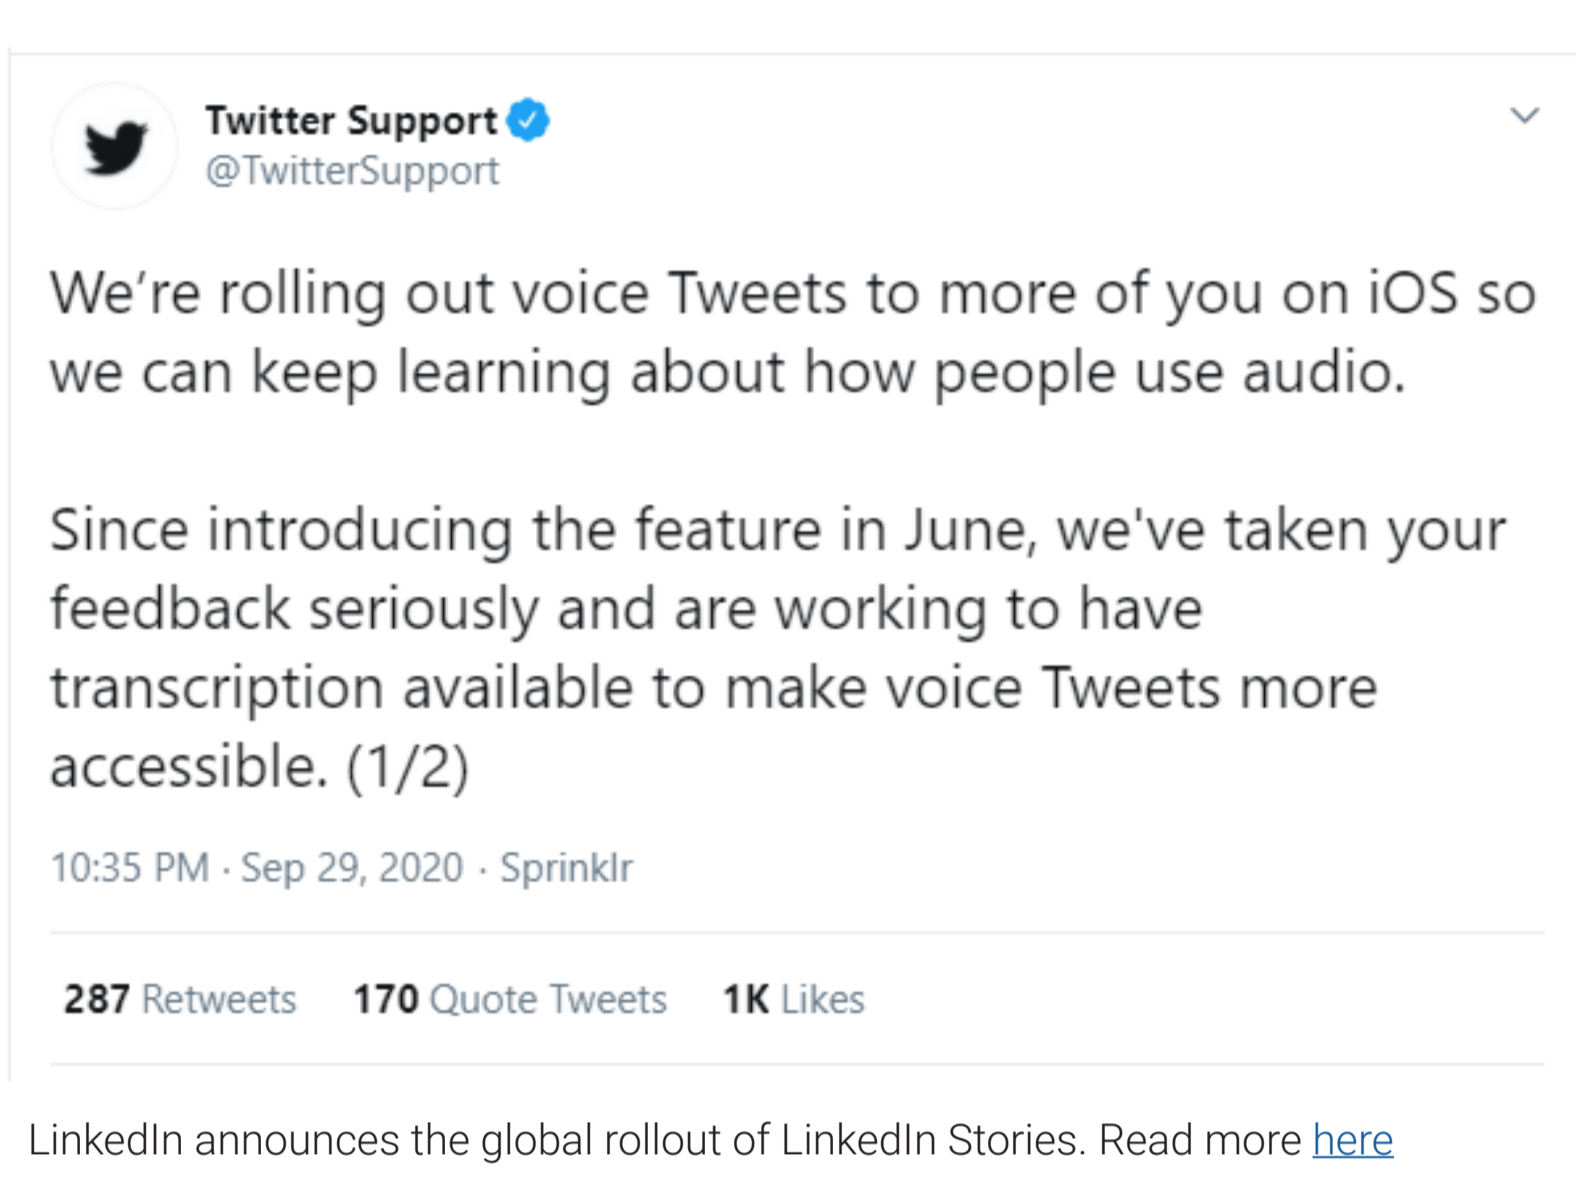 Twitter Support
@TwitterSupport
We’re rolling out voice Tweets to more of you on iOS so
we can keep learning about how people use audio.
Since introducing the feature in June, we've taken your
feedback seriously and are working to have
transcription available to make voice Tweets more
accessible. (1/2)
10:35 PM · Sep 29, 2020 · Sprinklr
287 Retweets 170 Quote Tweets 1K Likes
LinkedIn announces the global rollout of LinkedIn Stories. Read more here